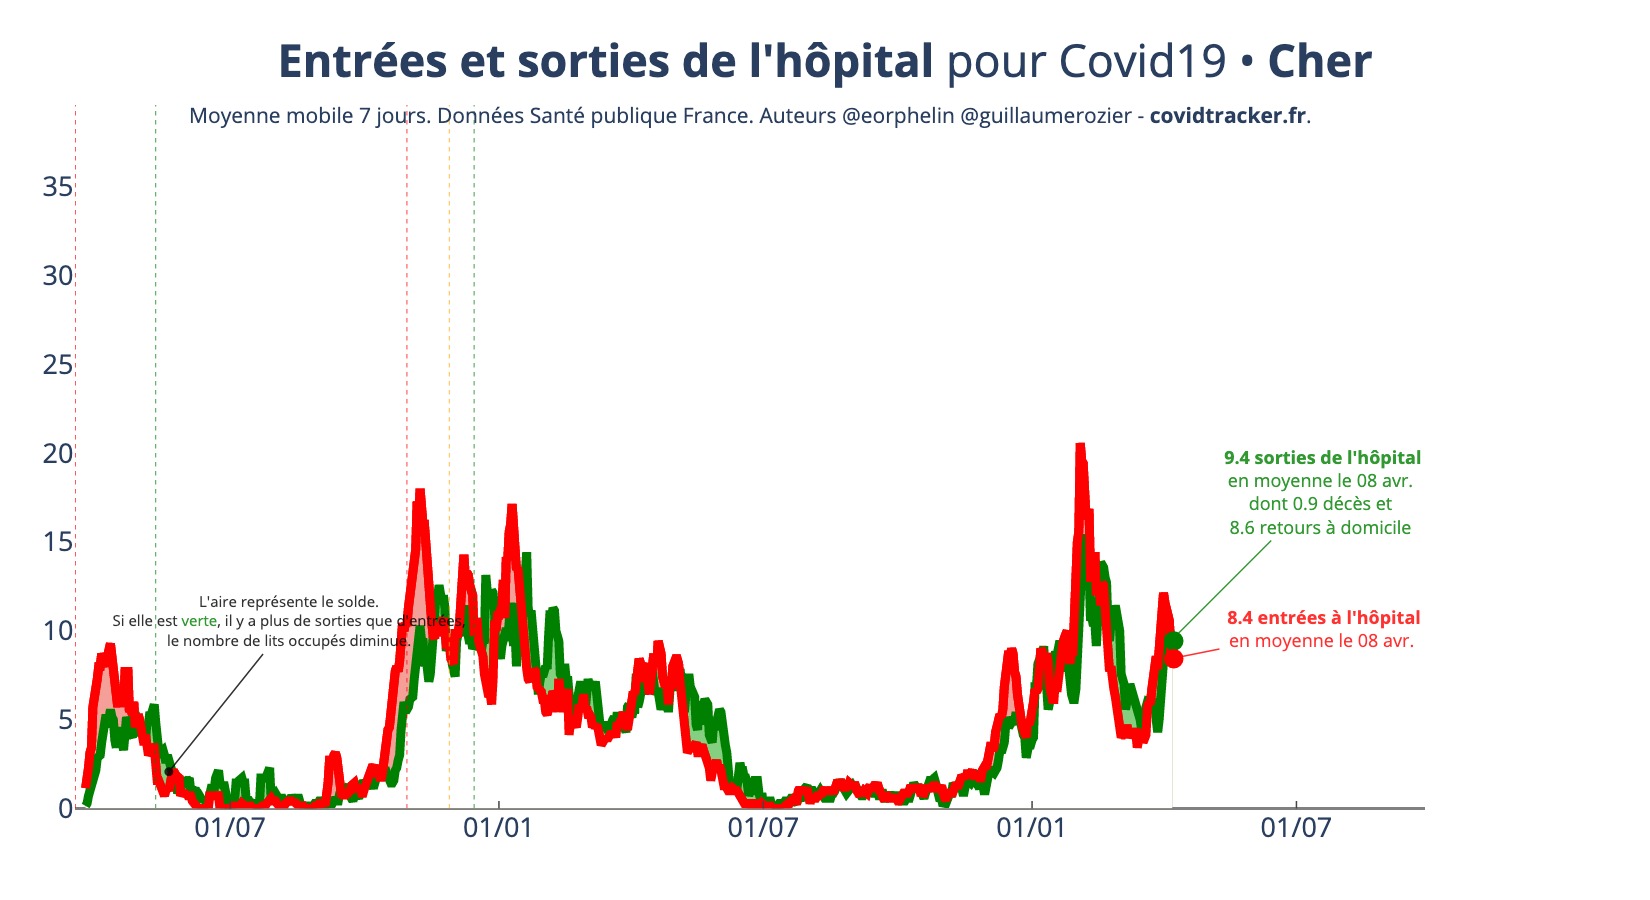 Entrées et sorties de l'hôpital pour Covid19 • Cher
Moyenne mobile 7 jours. Données Santé publique France. Auteurs @eorphelin @guillaumerozier - covidtracker.fr.
35
30
25
20
15
10
5
0
9.4 sorties de l'hôpital
en moyenne le 08 avr.
dont 0.9 décès et
8.6 retours à domicile
L'aire représente le solde.
Si elle est verte, il y a plus de sorties que d'entrées,
le nombre de lits occupés diminue.
8.4 entrées à l'hôpital
en moyenne le 08 avr.
01/07
01/01
01/07
01/01
01/07